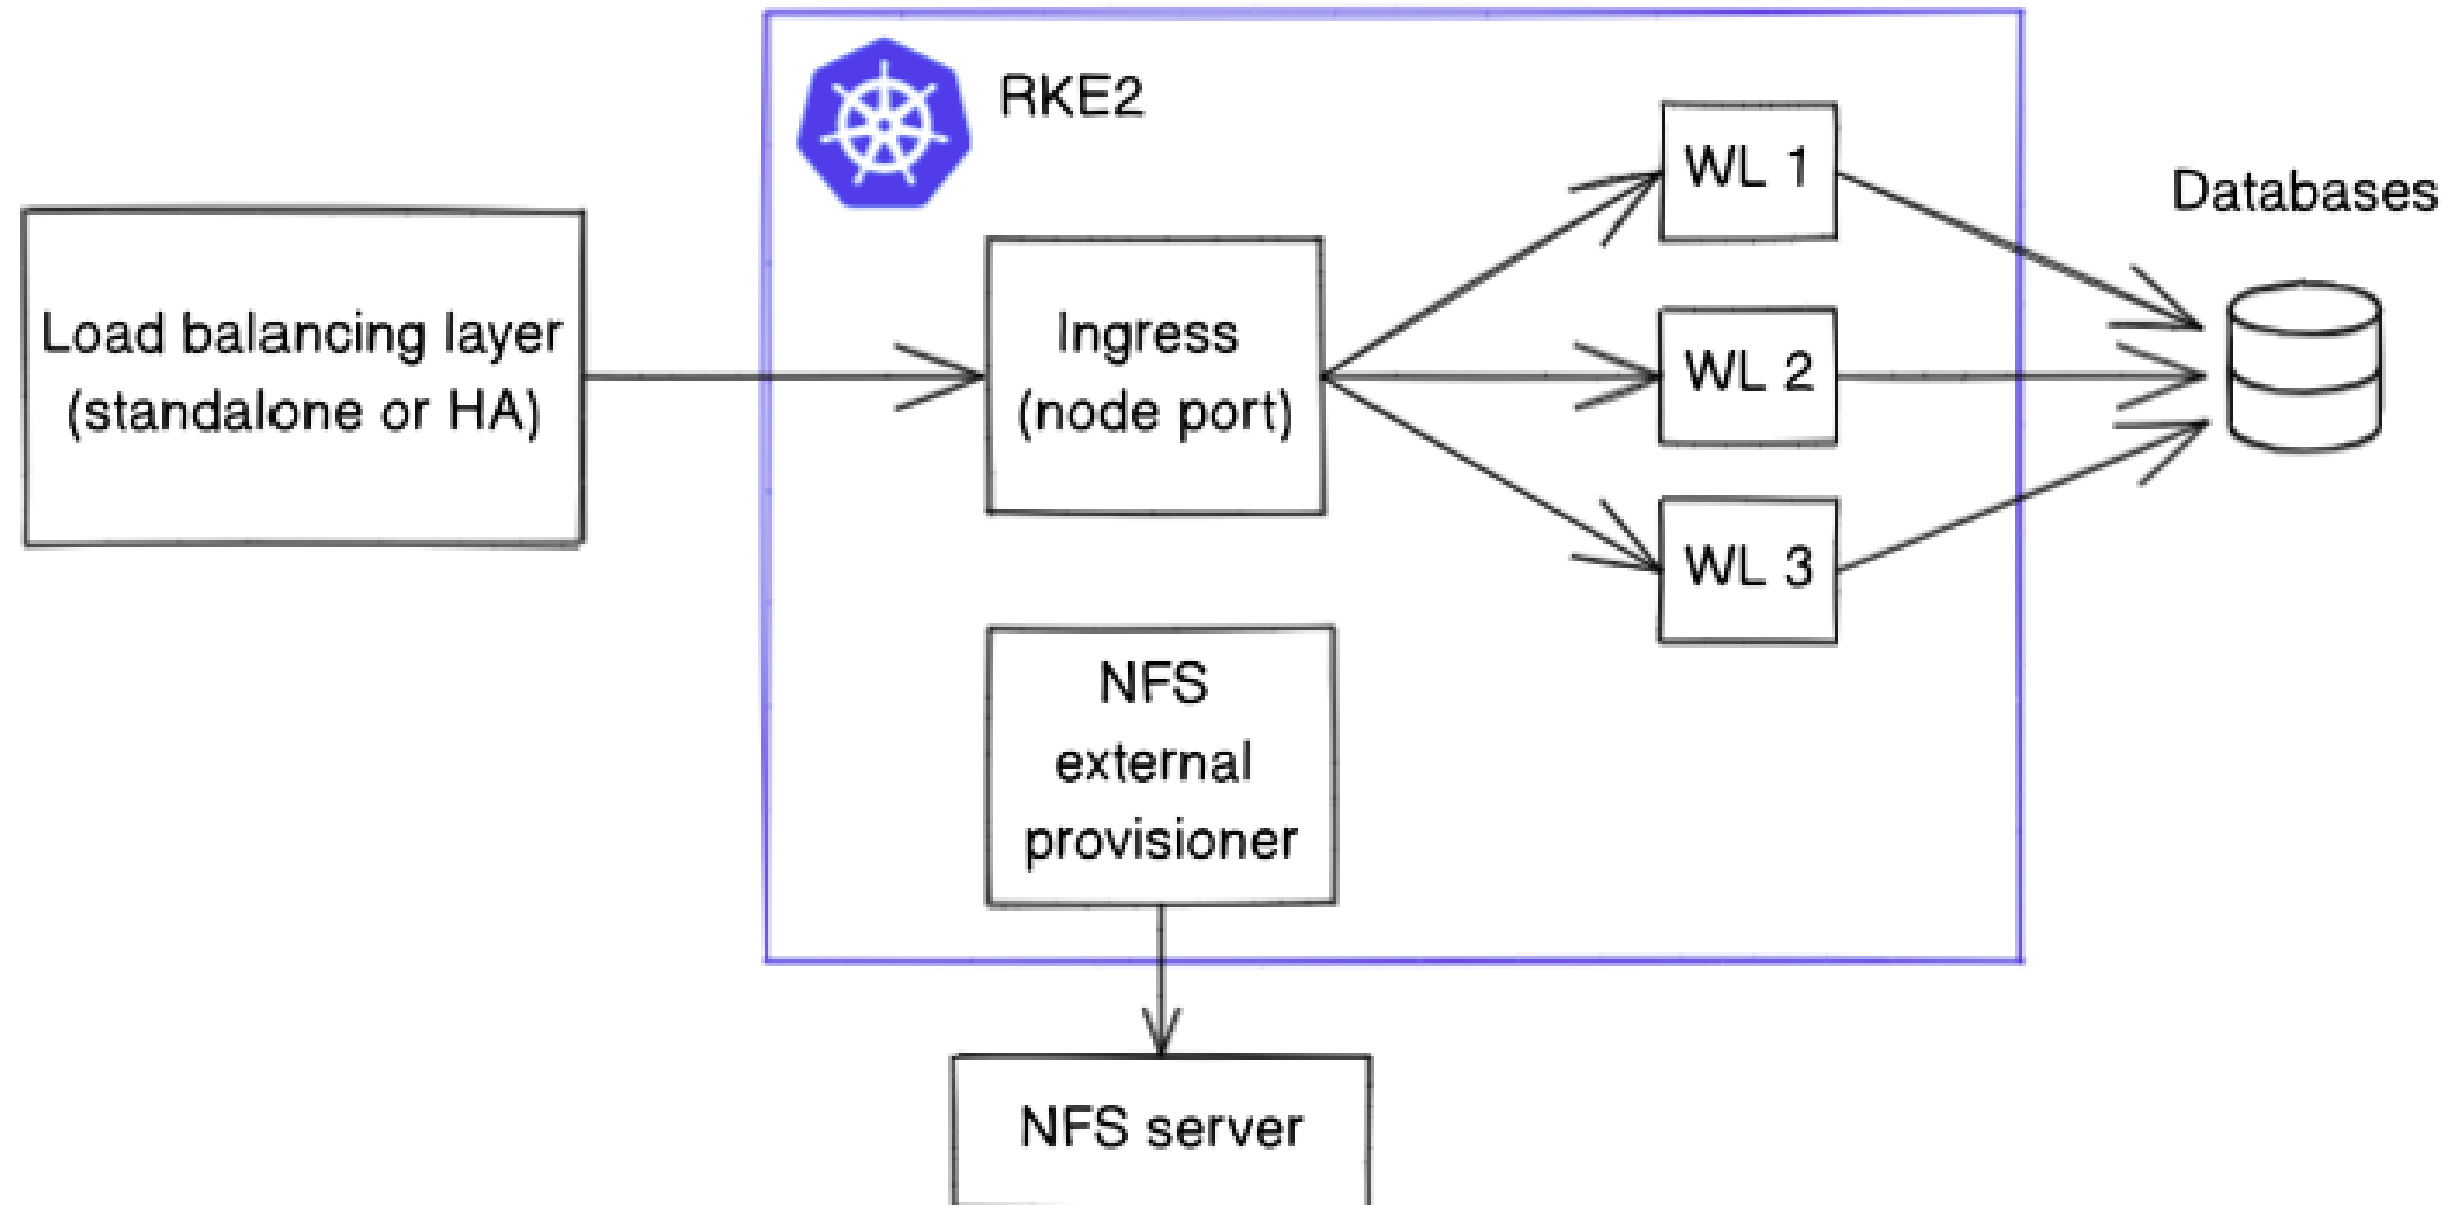 RKE2
Load balancing layer
(standalone or HA)
Ingress
(node port)
WL 1
WL 2
WL 3
Databases
NFS
external
provisioner
NFS server